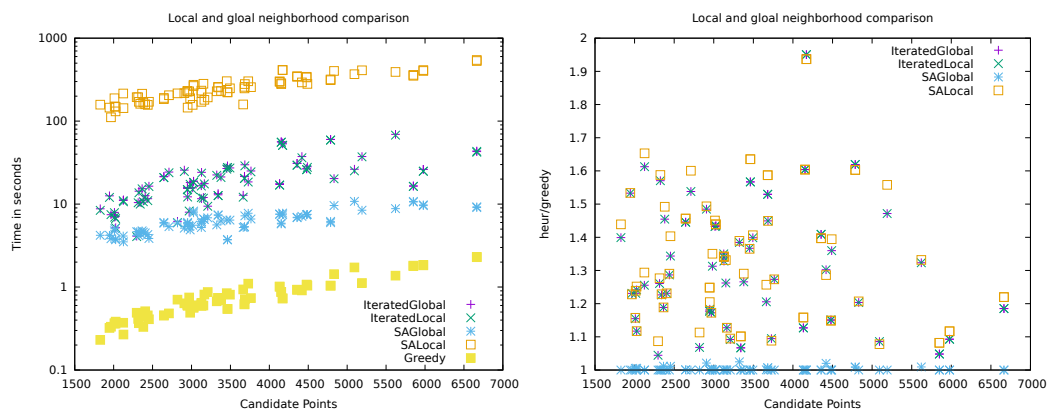 Local and gloal neighborhood comparison
1000
100
10
1
0.1
Time in seconds
1500 2000 2500 3000 3500 4000 4500 5000 5500 6000 6500 7000
Candidate Points
IteratedGlobal
IteratedLocal
SAGlobal
SALocal
Greedy
Local and gloal neighborhood comparison
2
1.9
1.8
1.7
1.6
1.5
1.4
1.3
1.2
1.1
1
heur/greedy
1500 2000 2500 3000 3500 4000 4500 5000 5500 6000 6500 7000
Candidate Points
IteratedGlobal
IteratedLocal
SAGlobal
SALocal